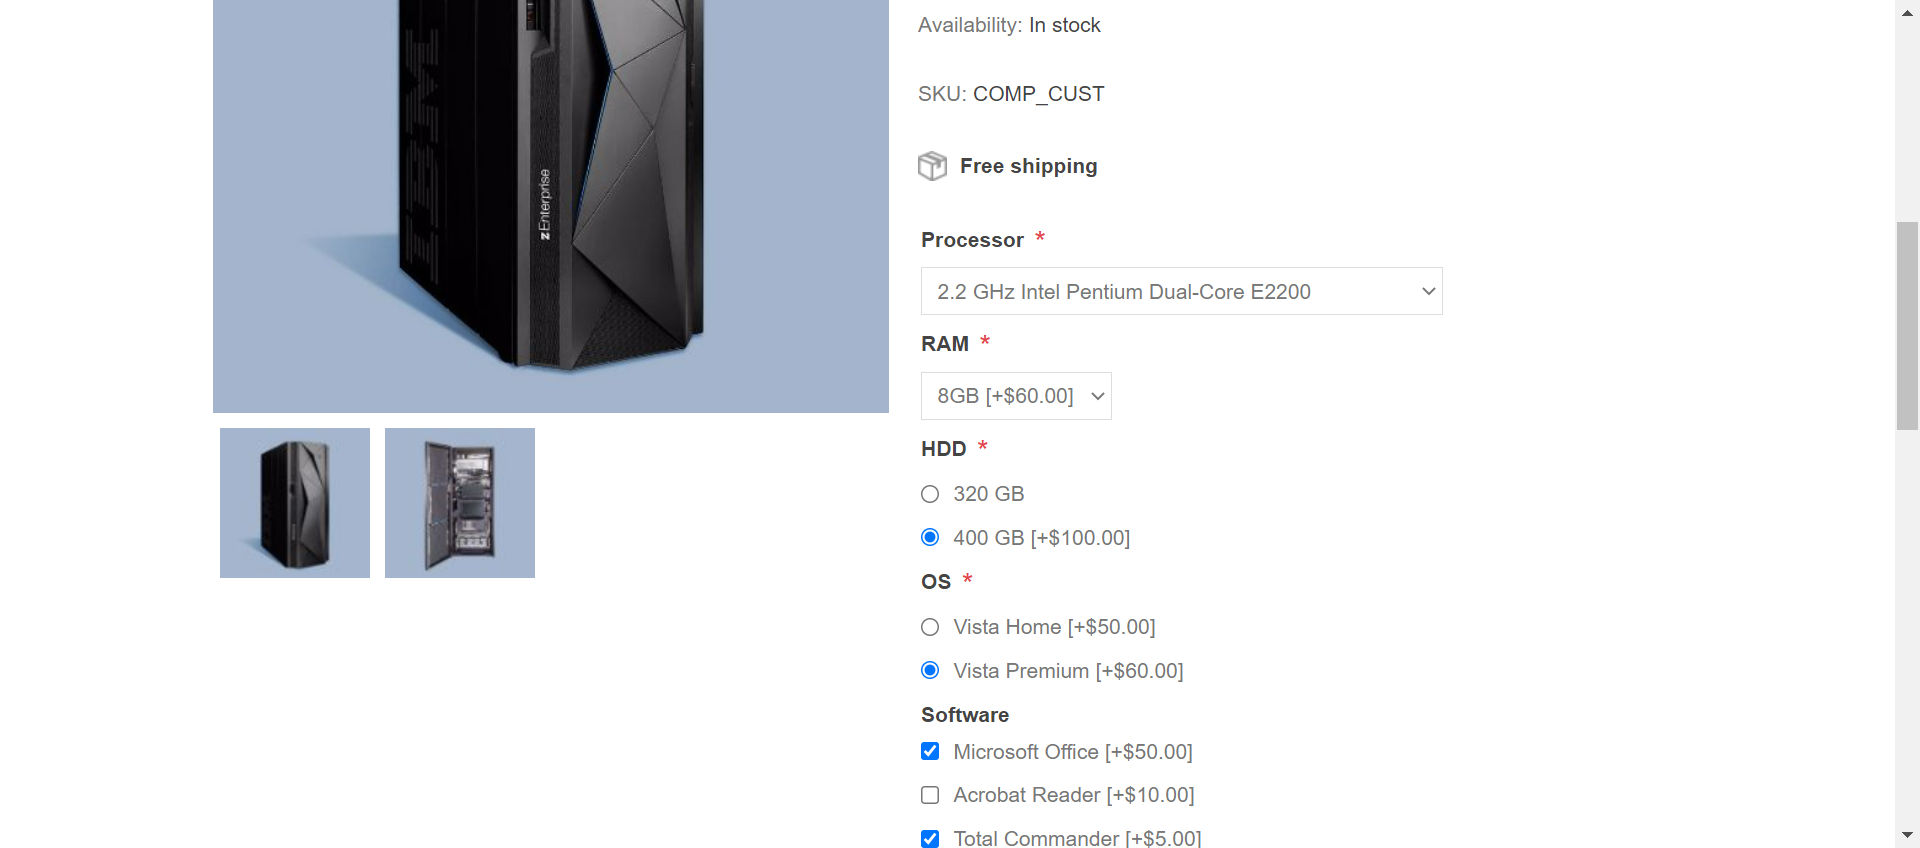 IBM
zEnterprise
Availability: In stock
SKU: COMP_CUST
Free shipping
Processor *
2.2 GHz Intel Pentium Dual-Core E2200
RAM *
8GB [+$60.00]
HDD *
320 GB
400 GB [+$100.00]
OS *
Vista Home [+$50.00]
Vista Premium [+$60.00]
Software
Microsoft Office [+$50.00]
Acrobat Reader [+$10.00]
Total Commander [+$5.00]